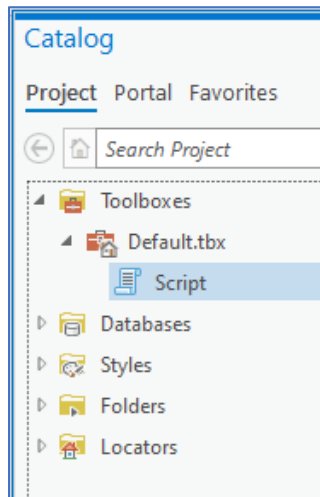 Catalog
Project Portal Favorites
Search Project
Toolboxes
Default.tbx
Script
Databases
Styles
Folders
Locators